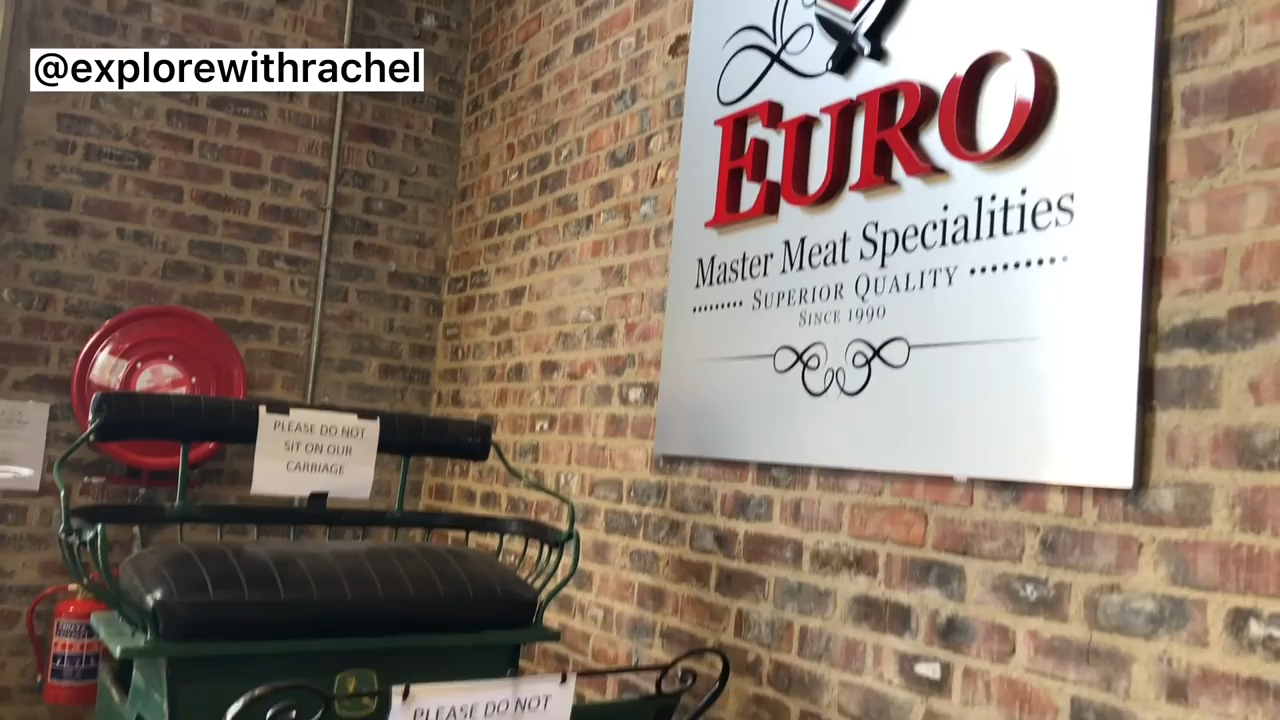 @explorewithrachel
EURO
Master Meat Specialities
SUPERIOR QUALITY
SINCE 1990
PLEASE DO NOT
SIT ON OUR
CARRIAGE
PLEASE DO NOT